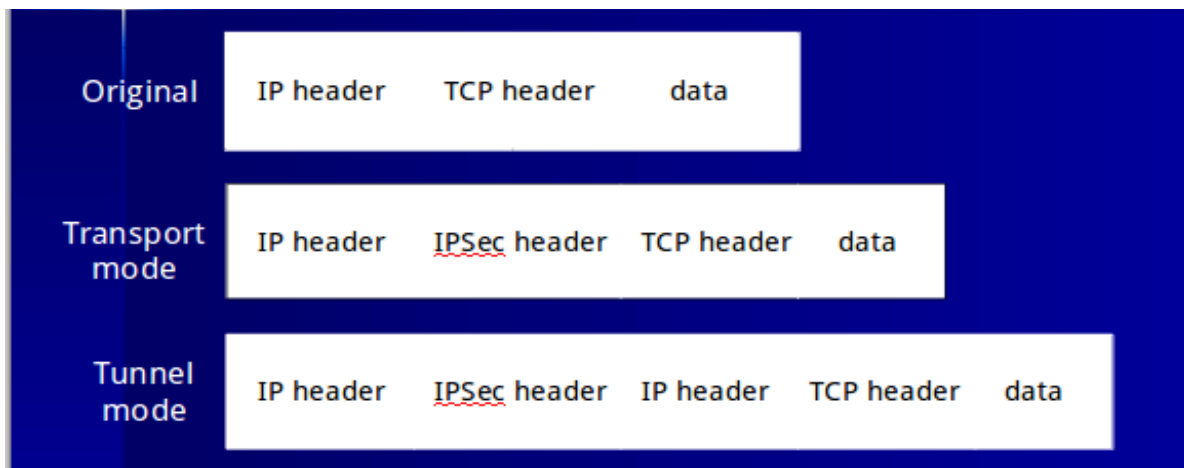 Original IP header TCP header data
Transport mode IP header IPSec header TCP header data
Tunnel mode IP header IPSec header IP header TCP header data